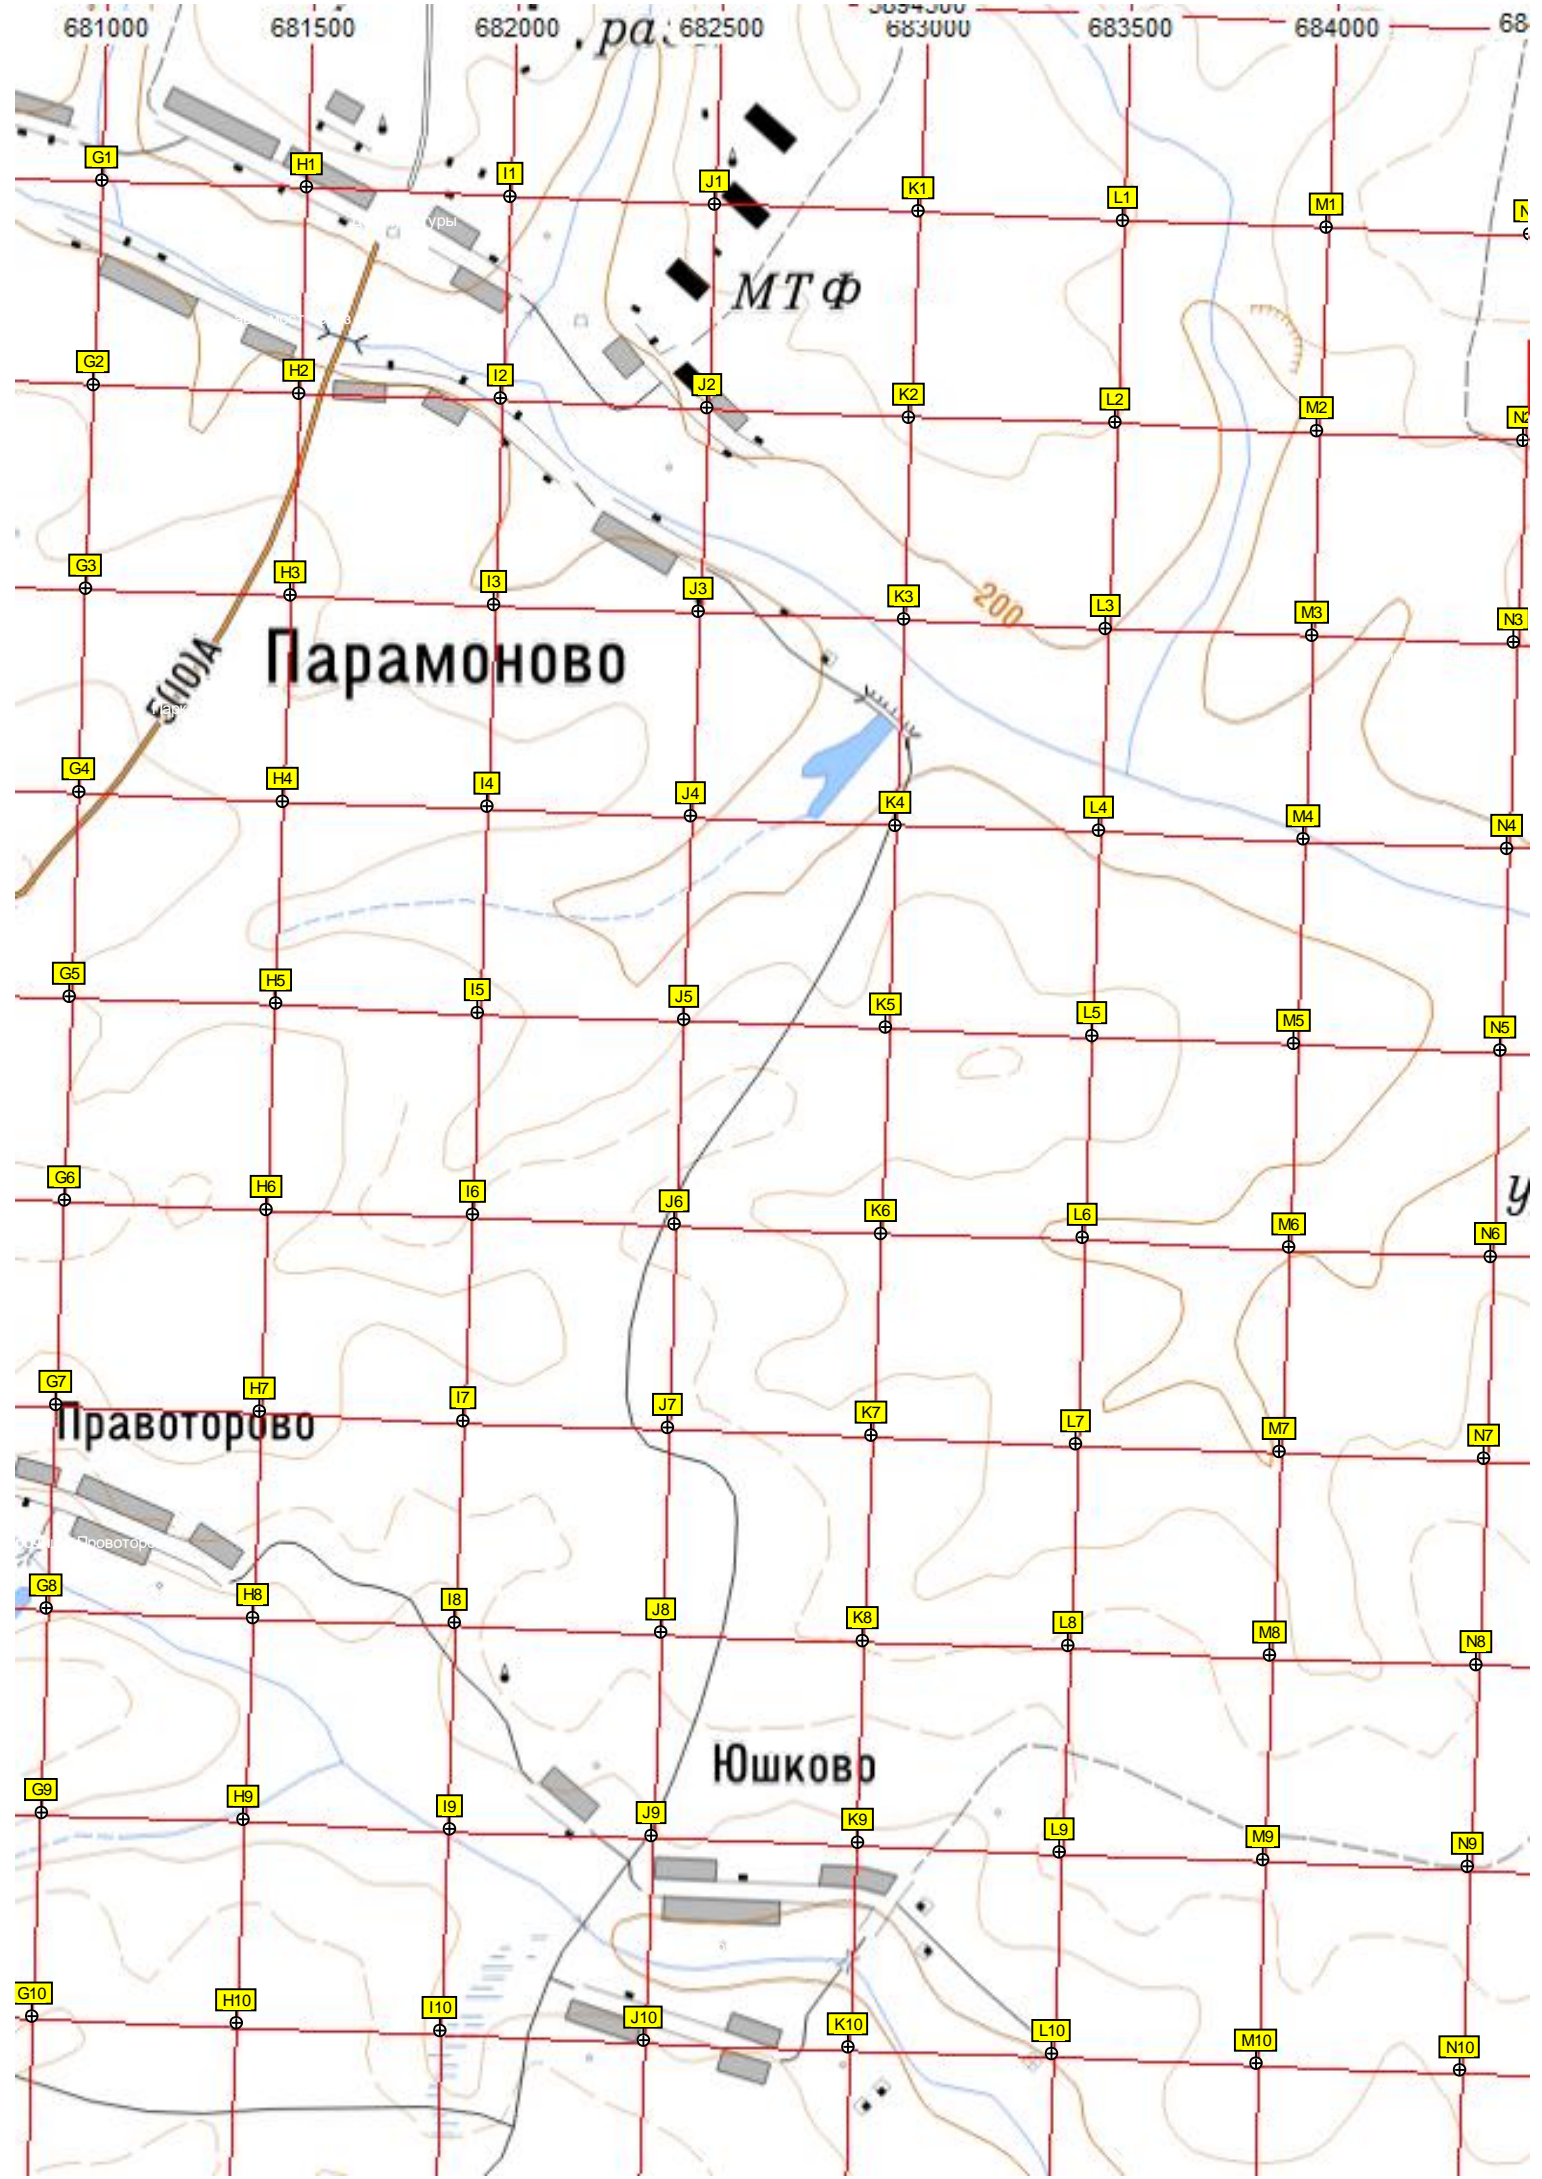 681000 681500 682000 682500 683000 683500 684000
G1 H1 I1 J1 K1 L1 M1
МТФ
G2 H2 I2 J2 K2 L2 M2 N2
G3 H3 I3 J3 K3 L3 M3 N3
200
Парамоново
5(10)А
G4 H4 I4 J4 K4 L4 M4 N4
G5 H5 I5 J5 K5 L5 M5 N5
G6 H6 I6 J6 K6 L6 M6 N6
G7 H7 I7 J7 K7 L7 M7 N7
Правоторово
G8 H8 I8 J8 K8 L8 M8 N8
Юшково
G9 H9 I9 J9 K9 L9 M9 N9
G10 H10 I10 J10 K10 L10 M10 N10